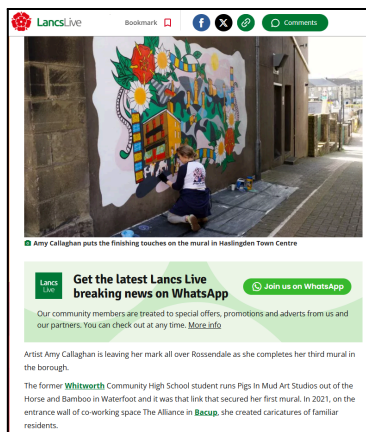 LancsLive
Bookmark
Comments
Amy Callaghan puts the finishing touches on the mural in Haslingden Town Centre
Lancs
Live
Get the latest Lancs Live
breaking news on WhatsApp
Join us on WhatsApp
Our community members are treated to special offers, promotions and adverts from us and
our partners. You can check out at any time. More info
Artist Amy Callaghan is leaving her mark all over Rossendale as she completes her third mural in
the borough.
The former Whitworth Community High School student runs Pigs In Mud Art Studios out of the
Horse and Bamboo in Waterfoot and it was that link that secured her first mural. In 2021, on the
entrance wall of co-working space The Alliance in Bacup, she created caricatures of familiar
residents.